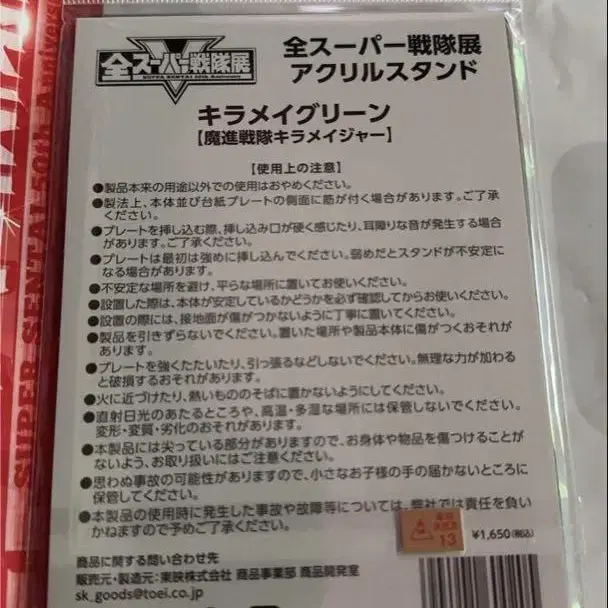 全スーパー戦隊展
SUPER SENTAI 50th Anniversary
全スーパー戦隊展
アクリルスタンド
キラメイグリーン
【魔進戦隊キラメイジャー】
【使用上の注意】
●製品本来の用途以外での使用はおやめください。
●製法上、本体並び台紙プレートの側面に筋が付く場合があります。ご了承
ください。
●プレートを挿し込む際、挿し込み口が硬く感じたり、耳障りな音が発生する場合
があります。ご了承ください。
●プレートは最初は強めに挿し込んでください。弱めだとスタンドが不安定に
なる場合があります。
●不安定な場所を避け、平らな場所に置いてお使いください。
●設置した際は、本体が安定しているかどうかを必ず確認してからお使いください。
●設置の際には、接地面が傷がつかないように丁寧に置いてください。
●製品を引きずらないでください。置いた場所や製品本体に傷がつくおそれが
あります。
●プレートを強くたたいたり、引っ張るなどしないでください。無理な力が加わる
と破損するおそれがあります。
●火に近づけたり、熱いもののそばに置かないようにしてください。
●直射日光のあたるところや、高温・多湿な場所には保管しないでください。
変形・変質・劣化のおそれがあります。
●本製品には尖っている部分がありますので、お身体や物品を傷つけることが
ないよう、お取り扱いにはご注意ください。
●思わぬ事故の可能性がありますので、小さなお子様の手の届かないところに
保管してください。
●本製品の使用時に発生した事故や故障等については、弊社では責任を負い
かねますので予めご了承ください。
13
¥1,650(税込)
商品に関する問い合わせ先
販売元・製造元：東映株式会社 商品事業部 商品開発室
sk_goods@toei.co.jp
SUPER SENTAI 50th Anniversary